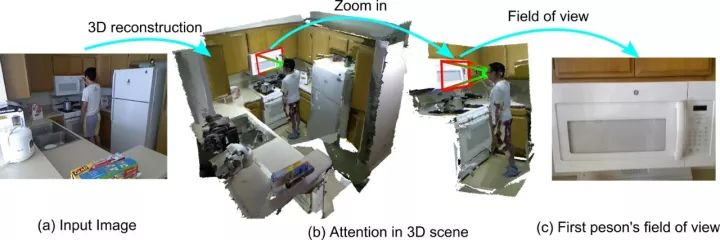 3D reconstruction
Zoom in
Field of view
(a) Input Image
(b) Attention in 3D scene
(c) First peson's field of view